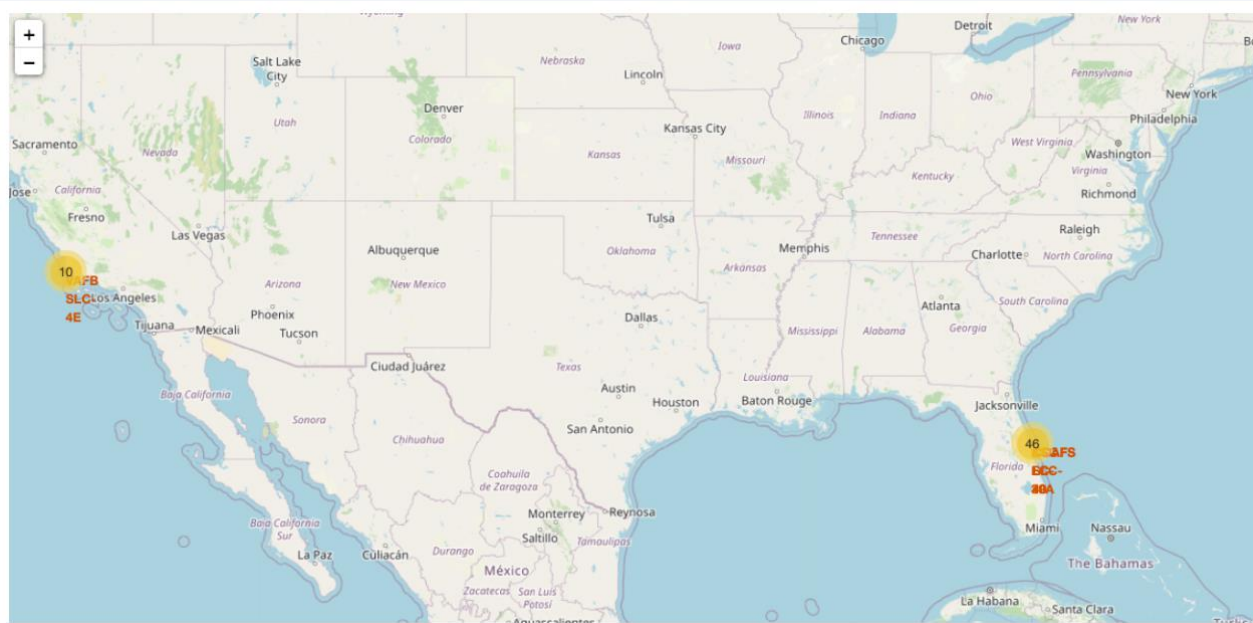 +
−
Wyoming
New York
Detroit
Chicago
Iowa
Nebraska
Salt Lake
City
Lincoln
Pennsylvania
New York
Denver
Utah
Ohio
Illinois
Indiana
Philadelphia
Kansas City
Colorado
Sacramento
Nevada
Kansas
Missouri
West Virginia
Washington
Virginia
Kentucky
Jose
California
Richmond
Fresno
Las Vegas
Tulsa
Raleigh
Tennessee
Albuquerque
Oklahoma
Memphis
Charlotte
North Carolina
Arkansas
10
VAFB
SLC-
4E
Los Angeles
Arizona
New Mexico
South Carolina
Atlanta
Phoenix
Dallas
Tijuana
Mexicali
Tucson
Mississippi
Alabama
Georgia
Ciudad Juárez
Texas
Louisiana
Austin
Baja California
Houston
Baton Rouge
Jacksonville
Sonora
San Antonio
Chihuahua
46
Florida
Coahuila
de Zaragoza
Monterrey
Reynosa
Baja California
Sur
Miami
Nassau
Saltillo
Tamaulipas
La Paz
Culiacán
Durango
The Bahamas
México
Zacatecas
San Luis
Potosí
La Habana
Santa Clara
Aguascalientes